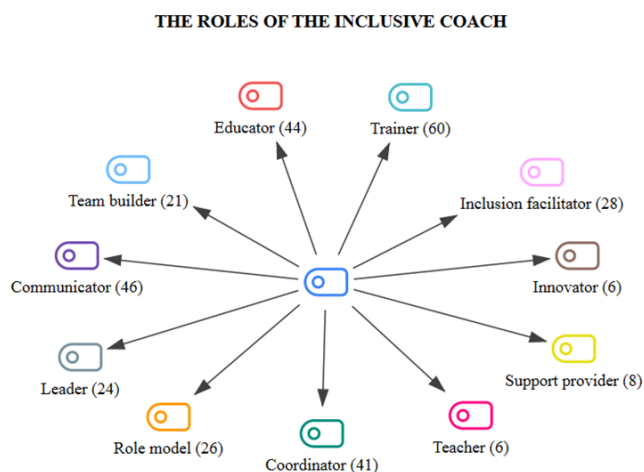 THE ROLES OF THE INCLUSIVE COACH
Educator (44)
Trainer (60)
Team builder (21)
Inclusion facilitator (28)
Communicator (46)
Innovator (6)
Leader (24)
Support provider (8)
Role model (26)
Coordinator (41)
Teacher (6)